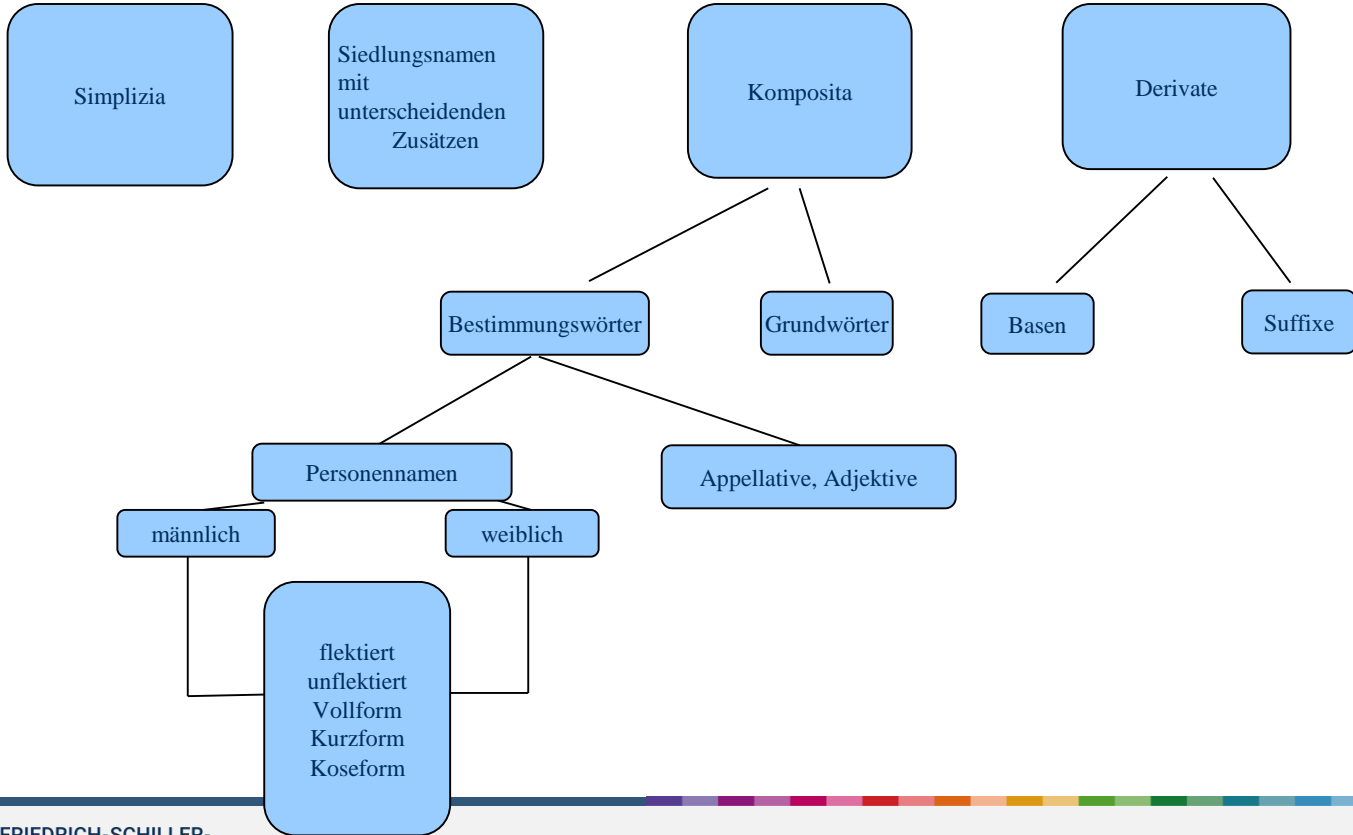 Simplizia
Siedlungsnamen
mit
unterscheidenden
Zusätzen
Komposita
Derivate
Bestimmungswörter
Grundwörter
Basen
Suffixe
Personennamen
Appellative, Adjektive
männlich
weiblich
flektiert
unflektiert
Vollform
Kurzform
Koseform
FRIEDRICH-SCHILLER-